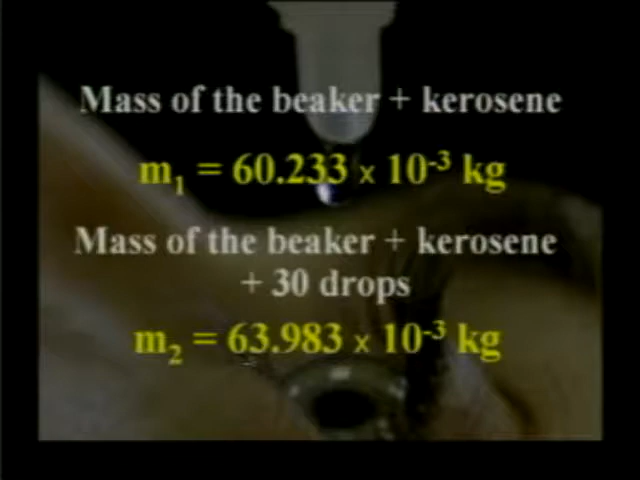 Mass of the beaker + kerosene
m₁ = 60.233 x 10⁻³ kg
Mass of the beaker + kerosene
+ 30 drops
m₂ = 63.983 x 10⁻³ kg